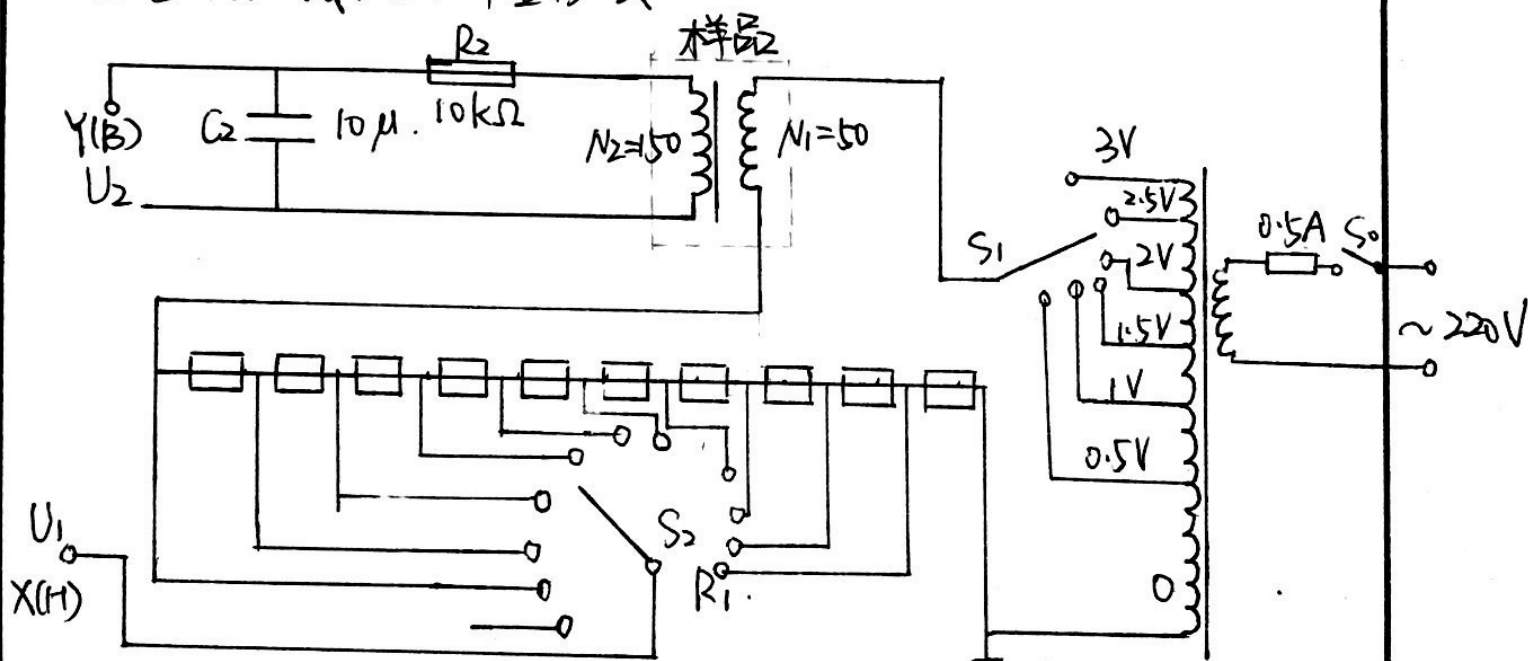 样品
R2
10kΩ
Y(B)
C2
10μ.
N2=150
N1=50
U2
3V
2.5V
2V
1.5V
1V
0.5V
0
S1
0.5A
S0
~220V
U1
X(H)
S2
R1.